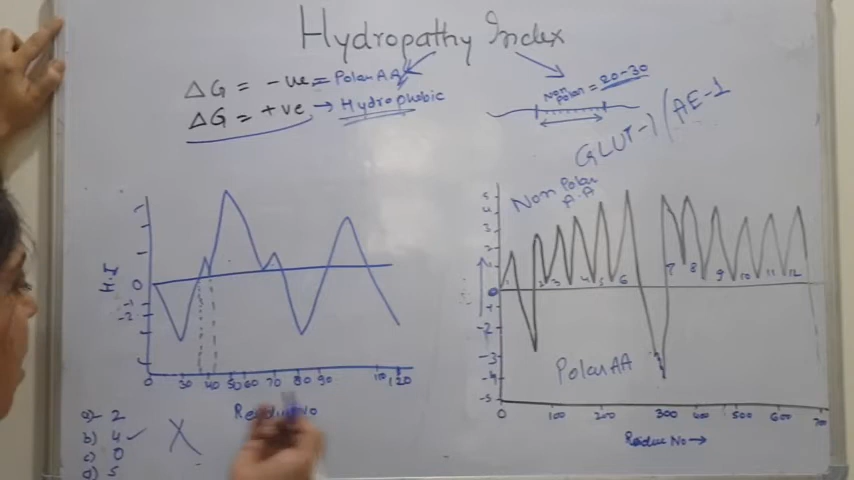 Hydropathy Index
ΔG = -ve = Polar AA
ΔG = +ve → Hydrophobic
Non Polar = 20-30
GLUT-1 / AE-1
Non Polar A.A
H.I
0
-1
-2
0 30 40 50 60 70 80 90 110 120
Residue No
a) 2
b) 4 ✓
c) 0
d) 5
X
5
4
3
2
1
0
-1
-2
-3
-4
-5
1 2 3 4 5 6 7 8 9 10 11 12
Polar AA
0 100 200 300 400 500 600 700
Residue No →